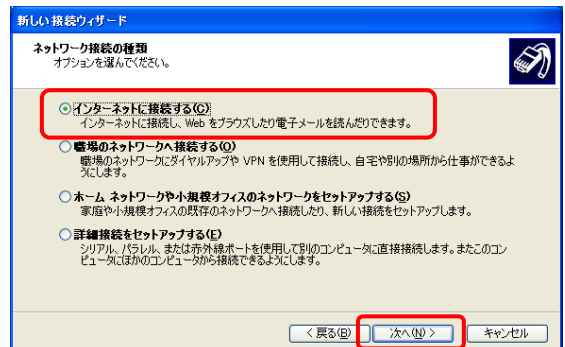 新しい接続ウィザード
ネットワーク接続の種類
オプションを選んでください。
インターネットに接続する(C)
インターネットに接続し、Web をブラウズしたり電子メールを読んだりできます。
職場のネットワークへ接続する(O)
職場のネットワークにダイヤルアップや VPN を使用して接続し、自宅や別の場所から仕事ができるよ
うにします。
ホーム ネットワークや小規模オフィスのネットワークをセットアップする(S)
家庭や小規模オフィスの既存のネットワークへ接続したり、新しい接続をセットアップします。
詳細接続をセットアップする(E)
シリアル、パラレル、または赤外線ポートを使用して別のコンピュータに直接接続します。またこのコン
ピュータにほかのコンピュータから接続できるようにします。
< 戻る(B) 次へ(N) > キャンセル